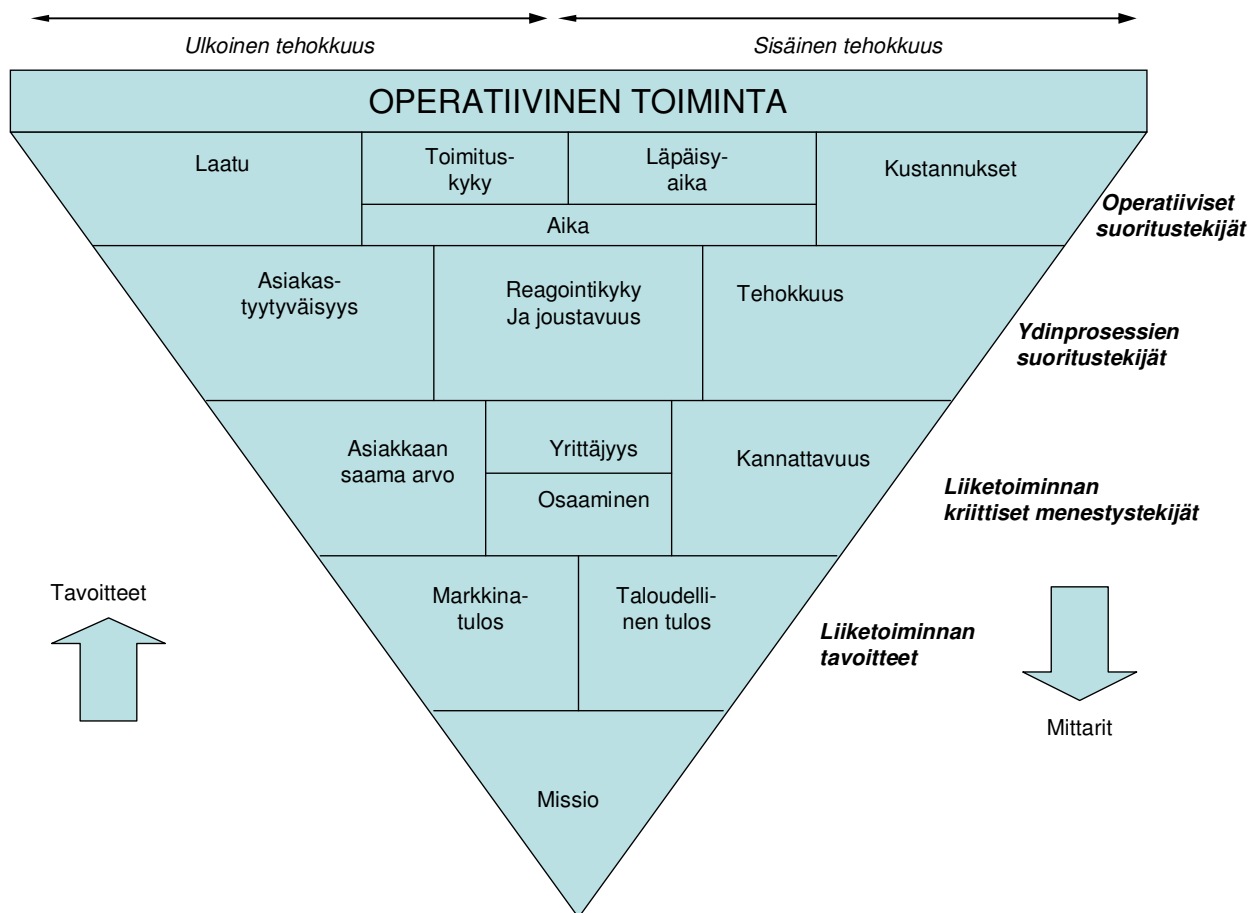 Ulkoinen tehokkuus
Sisäinen tehokkuus
OPERATIIVINEN TOIMINTA
Laatu
Toimitus-
kyky
Läpäisy-
aika
Kustannukset
Aika
Operatiiviset
suoritustekijät
Asiakas-
tyytyväisyys
Reagointikyky
Ja joustavuus
Tehokkuus
Ydinprosessien
suoritustekijät
Asiakkaan
saama arvo
Yrittäjyys
Osaaminen
Kannattavuus
Liiketoiminnan
kriittiset menestystekijät
Markkina-
tulos
Taloudelli-
nen tulos
Liiketoiminnan
tavoitteet
Tavoitteet
Mittarit
Missio